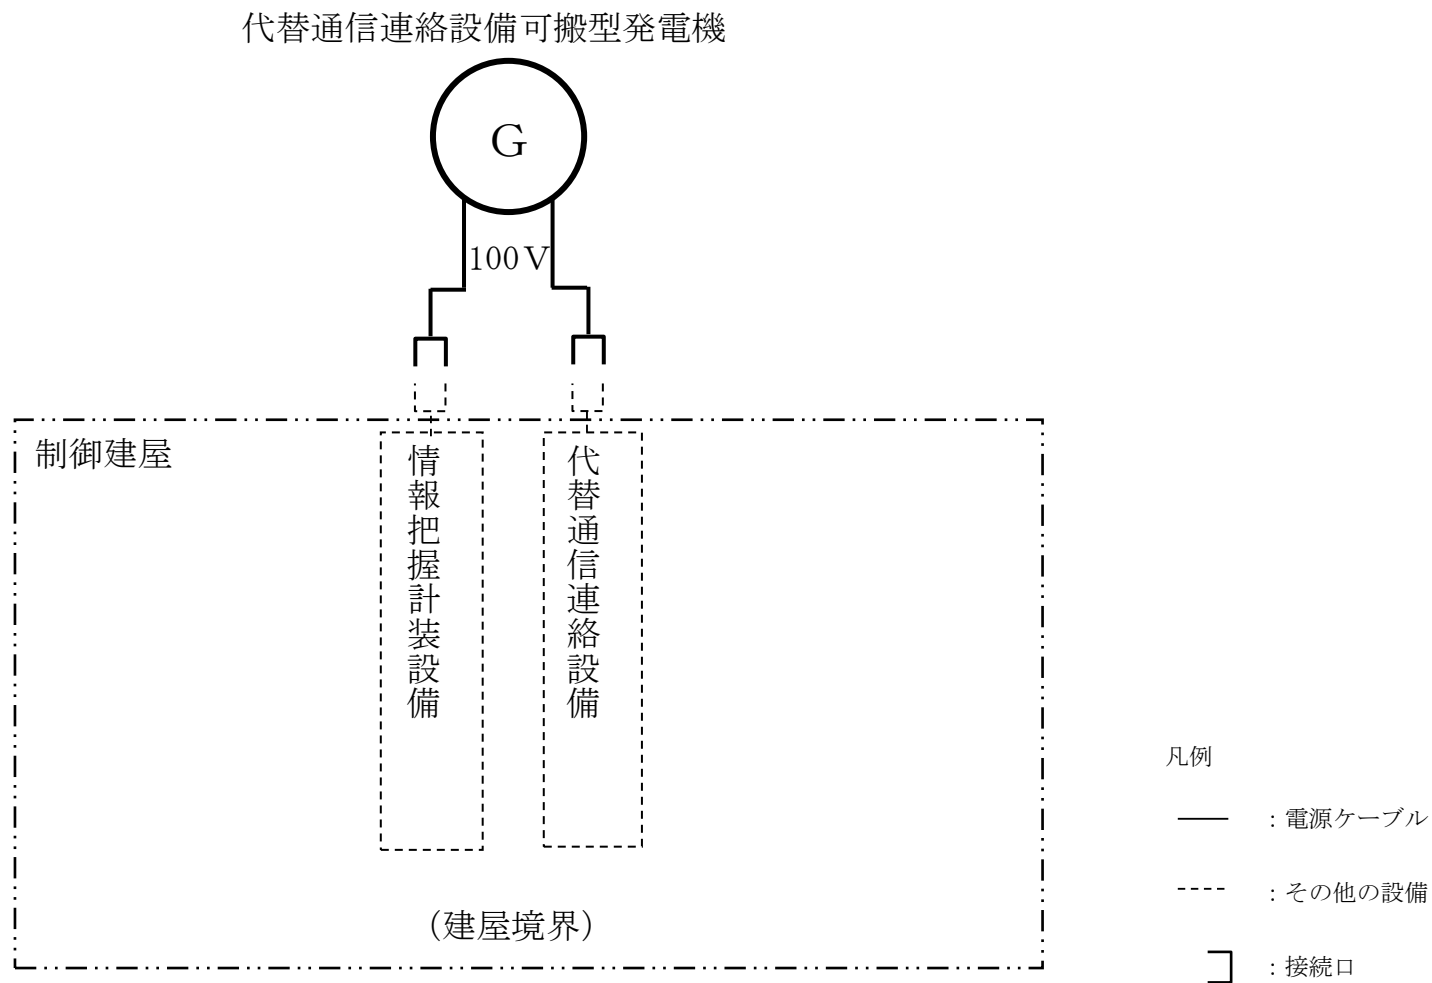 代替通信連絡設備可搬型発電機
G
100V
制御建屋
情報把握計装設備
代替通信連絡設備
(建屋境界)
凡例
:電源ケーブル
:その他の設備
:接続口